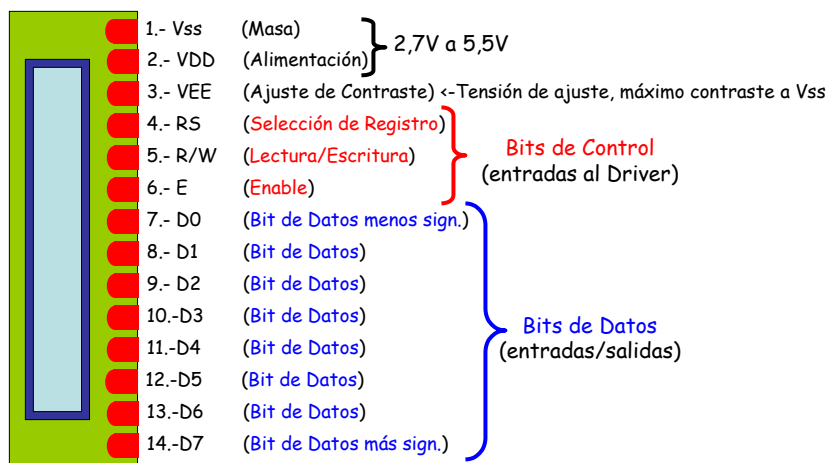 1.- Vss (Masa)
2.- VDD (Alimentación)
2,7V a 5,5V
3.- VEE (Ajuste de Contraste) <-Tensión de ajuste, máximo contraste a Vss
4.- RS (Selección de Registro)
5.- R/W (Lectura/Escritura)
6.- E (Enable)
Bits de Control
(entradas al Driver)
7.- D0 (Bit de Datos menos sign.)
8.- D1 (Bit de Datos)
9.- D2 (Bit de Datos)
10.-D3 (Bit de Datos)
11.-D4 (Bit de Datos)
12.-D5 (Bit de Datos)
13.-D6 (Bit de Datos)
14.-D7 (Bit de Datos más sign.)
Bits de Datos
(entradas/salidas)